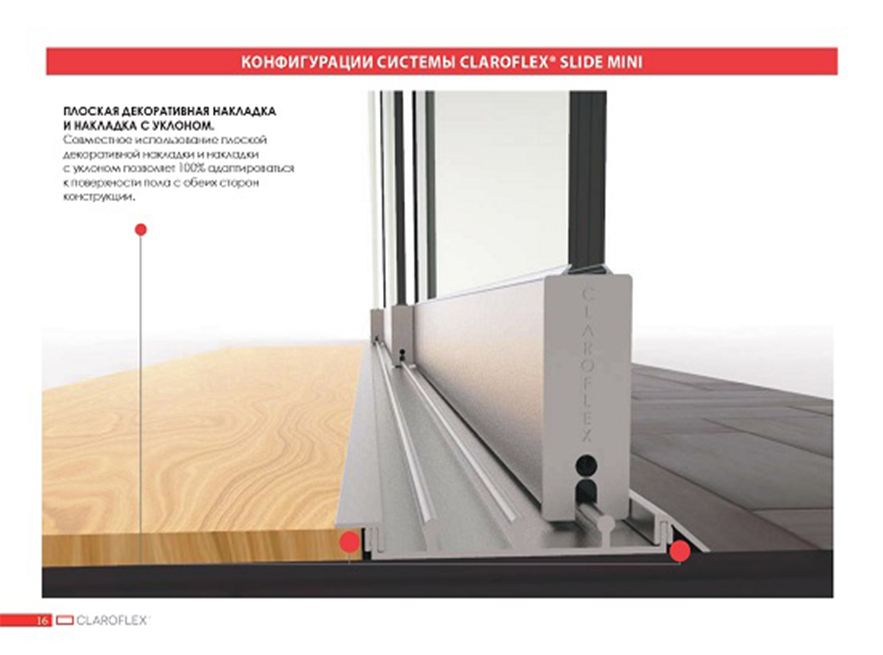 КОНФИГУРАЦИИ СИСТЕМЫ CLAROFLEX® SLIDE MINI
ПЛОСКАЯ ДЕКОРАТИВНАЯ НАКЛАДКА
И НАКЛАДКА С УКЛОНОМ.
Совместное использование плоской
декоративной накладки и накладки
с уклоном позволяет 100% адаптироваться
к поверхности пола с обеих сторон
конструкции.
CLAROFLEX
16 CLAROFLEX